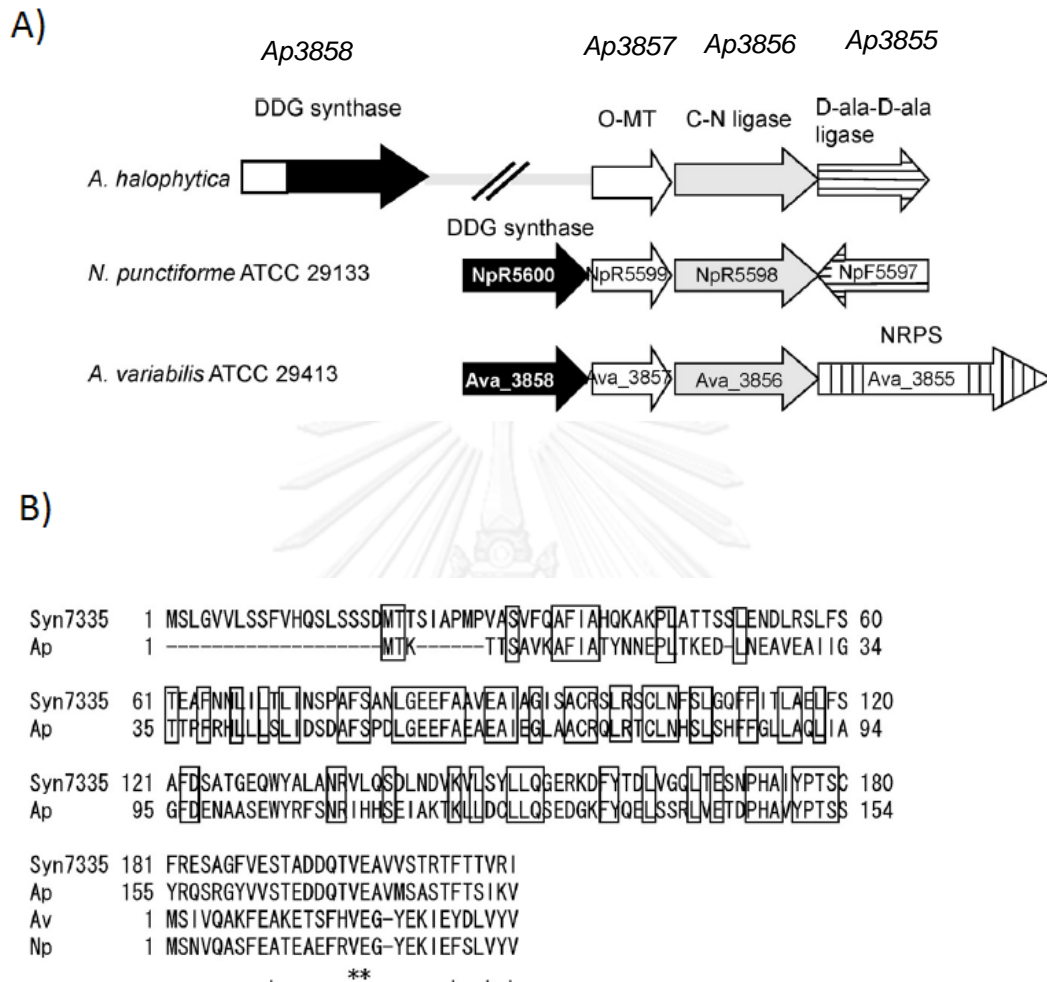 A)
Ap3858 Ap3857 Ap3856 Ap3855
DDG synthase O-MT C-N ligase D-ala-D-ala ligase
A. halophytica
DDG synthase
N. punctiforme ATCC 29133 NpR5600 NpR5599 NpR5598 NpF5597
NRPS
A. variabilis ATCC 29413 Ava_3858 Ava_3857 Ava_3856 Ava_3855
B)
Syn7335 1 MSLGVVLSSFVHQSLSSSDMTTSIAPMPVASVFQAFIAHQKAKPLATTSSLENDLRSLFS 60
Ap 1 -------------------MTK------TTSAVKAFIATYNNEPLTKED-LNEAVEAIIG 34
Syn7335 61 TEAFNNLILTLINSPAFSANLGEEFAAVEAIAGISACRSLRSCLNFSLGQFFITLAELFS 120
Ap 35 TTPFRHLLLSLIDSDAFSPDLGEEFAEAEAIEGLAACRQLRTCLNHSLSHFFGLLAQLIA 94
Syn7335 121 AFDSATGEQWYALANRVLQSDLNDVKVLSYLLQGERKDFYTDLVGQLTESNPHAIYPTSC 180
Ap 95 GFDENAASEWYRFSNRIHHSEIAKTKLLDCLLQSEDGKFYQELSSRLVETDPHAVYPTSS 154
Syn7335 181 FRESAGFVESTADDQTVEAVVSTRTFTTVRI
Ap 155 YRQSRGYVVSTEDDQTVEAVMSASTFTSIKV
Av 1 MSIVQAKFEAKETSFHVEG-YEKIEYDLVYV
Np 1 MSNVQASFEATEAEFRVEG-YEKIEFSLVYV
. ** . . .